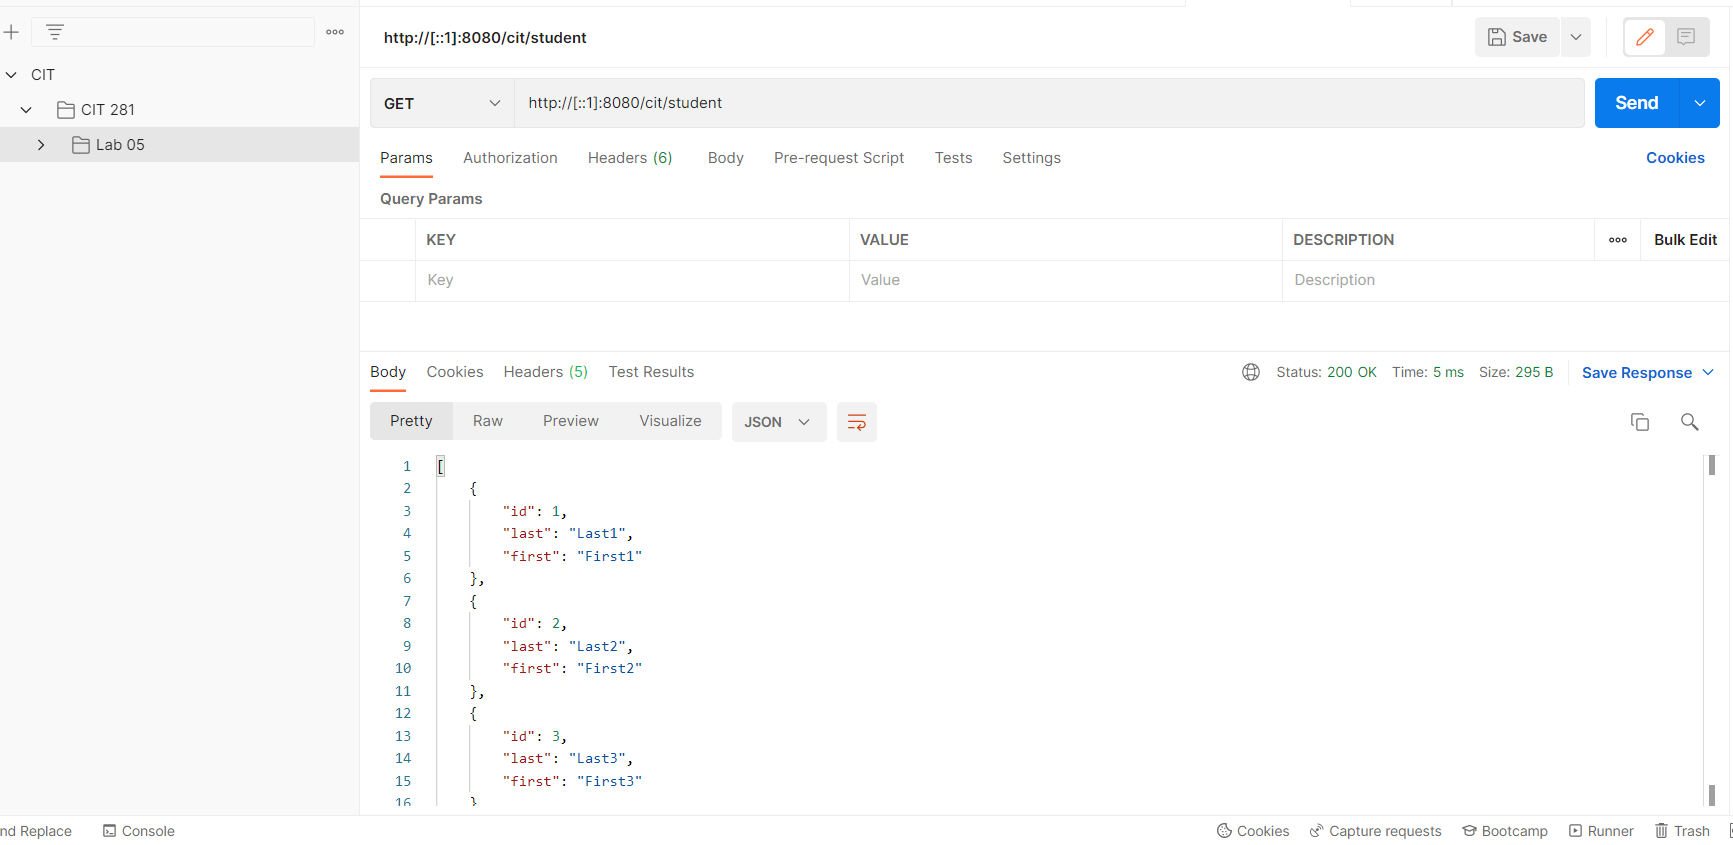 http://[::1]:8080/cit/student
Save
CIT
CIT 281
Lab 05
GET
http://[::1]:8080/cit/student
Send
Params Authorization Headers (6) Body Pre-request Script Tests Settings Cookies
Query Params
KEY VALUE DESCRIPTION ooo Bulk Edit
Key Value Description
Body Cookies Headers (5) Test Results Status: 200 OK Time: 5 ms Size: 295 B Save Response
Pretty Raw Preview Visualize JSON
1 [
2 {
3 "id": 1,
4 "last": "Last1",
5 "first": "First1"
6 },
7 {
8 "id": 2,
9 "last": "Last2",
10 "first": "First2"
11 },
12 {
13 "id": 3,
14 "last": "Last3",
15 "first": "First3"
16 }
nd Replace Console Cookies Capture requests Bootcamp Runner Trash